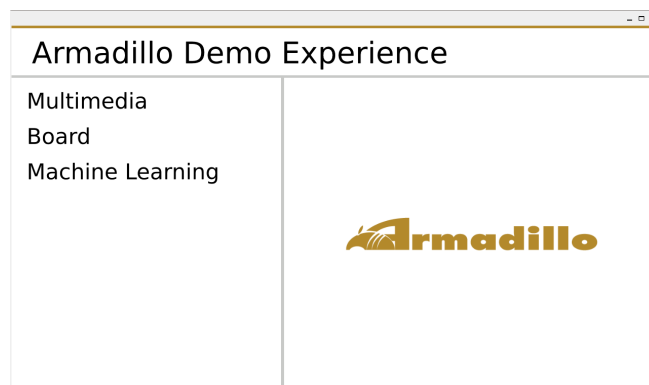 Armadillo Demo Experience
Multimedia
Board
Machine Learning
Armadillo